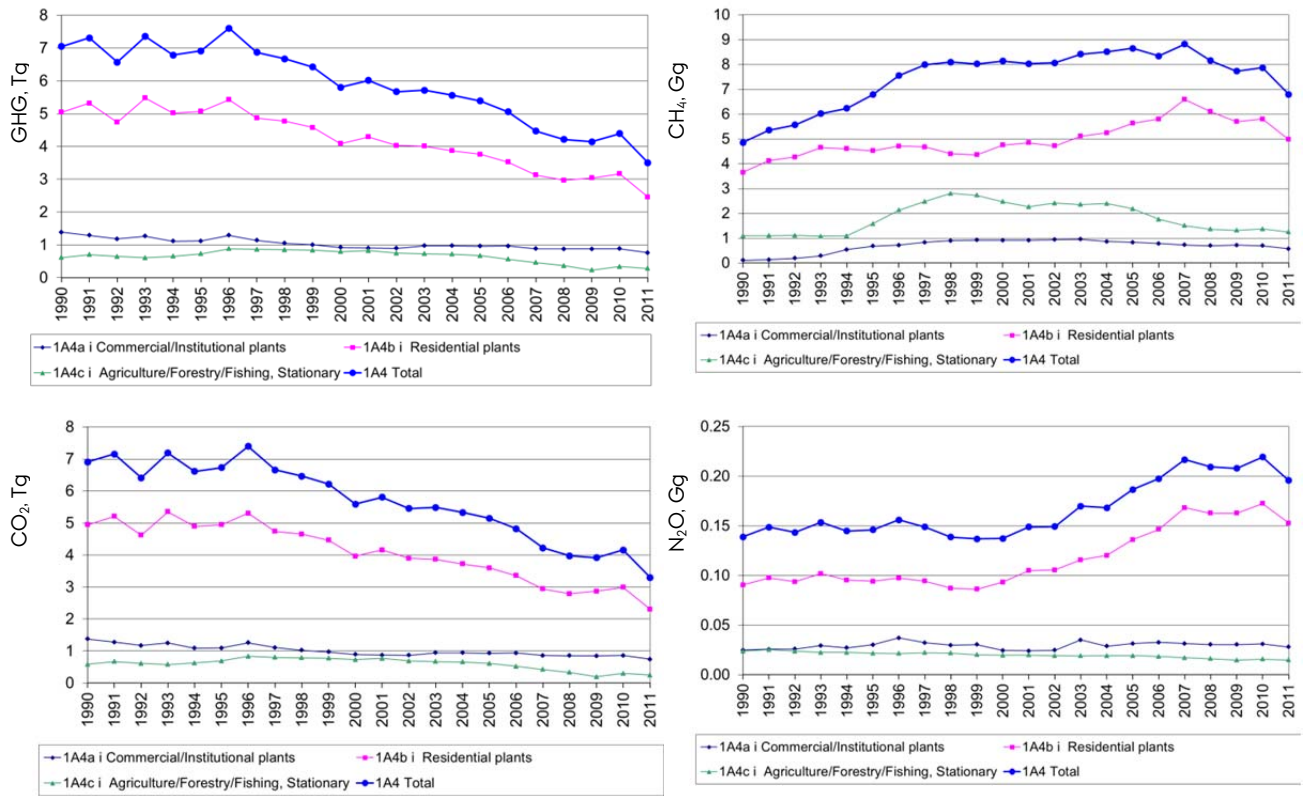 GHG, Tg
8
7
6
5
4
3
2
1
0
1990 1991 1992 1993 1994 1995 1996 1997 1998 1999 2000 2001 2002 2003 2004 2005 2006 2007 2008 2009 2010 2011
1A4a i Commercial/Institutional plants 1A4b i Residential plants
1A4c i Agriculture/Forestry/Fishing, Stationary 1A4 Total
CH₄, Gg
10
9
8
7
6
5
4
3
2
1
0
1990 1991 1992 1993 1994 1995 1996 1997 1998 1999 2000 2001 2002 2003 2004 2005 2006 2007 2008 2009 2010 2011
1A4a i Commercial/Institutional plants 1A4b i Residential plants
1A4c i Agriculture/Forestry/Fishing, Stationary 1A4 Total
CO₂, Tg
8
7
6
5
4
3
2
1
0
1990 1991 1992 1993 1994 1995 1996 1997 1998 1999 2000 2001 2002 2003 2004 2005 2006 2007 2008 2009 2010 2011
1A4a i Commercial/Institutional plants 1A4b i Residential plants
1A4c i Agriculture/Forestry/Fishing, Stationary 1A4 Total
N₂O, Gg
0.25
0.20
0.15
0.10
0.05
0.00
1990 1991 1992 1993 1994 1995 1996 1997 1998 1999 2000 2001 2002 2003 2004 2005 2006 2007 2008 2009 2010 2011
1A4a i Commercial/Institutional plants 1A4b i Residential plants
1A4c i Agriculture/Forestry/Fishing, Stationary 1A4 Total